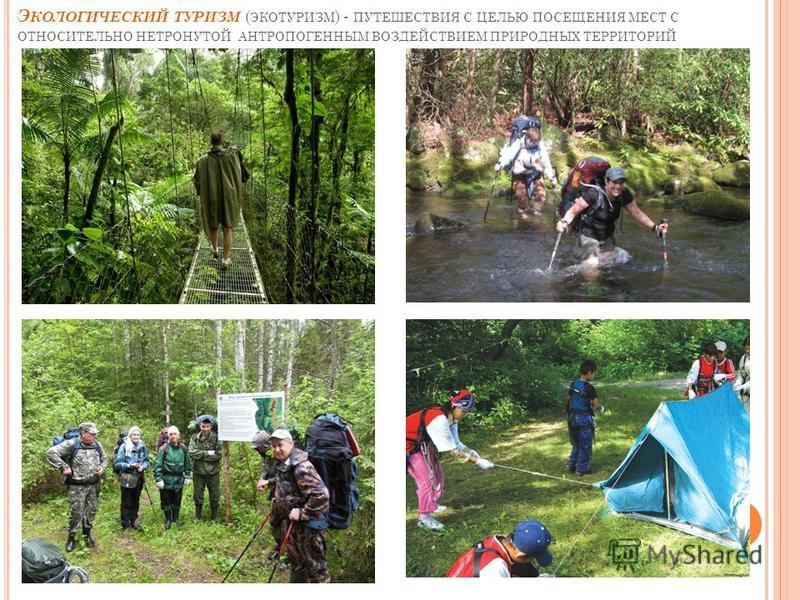 Экологический туризм (экотуризм) - путешествия с целью посещения мест с
относительно нетронутой антропогенным воздействием природных территорий
MyShared